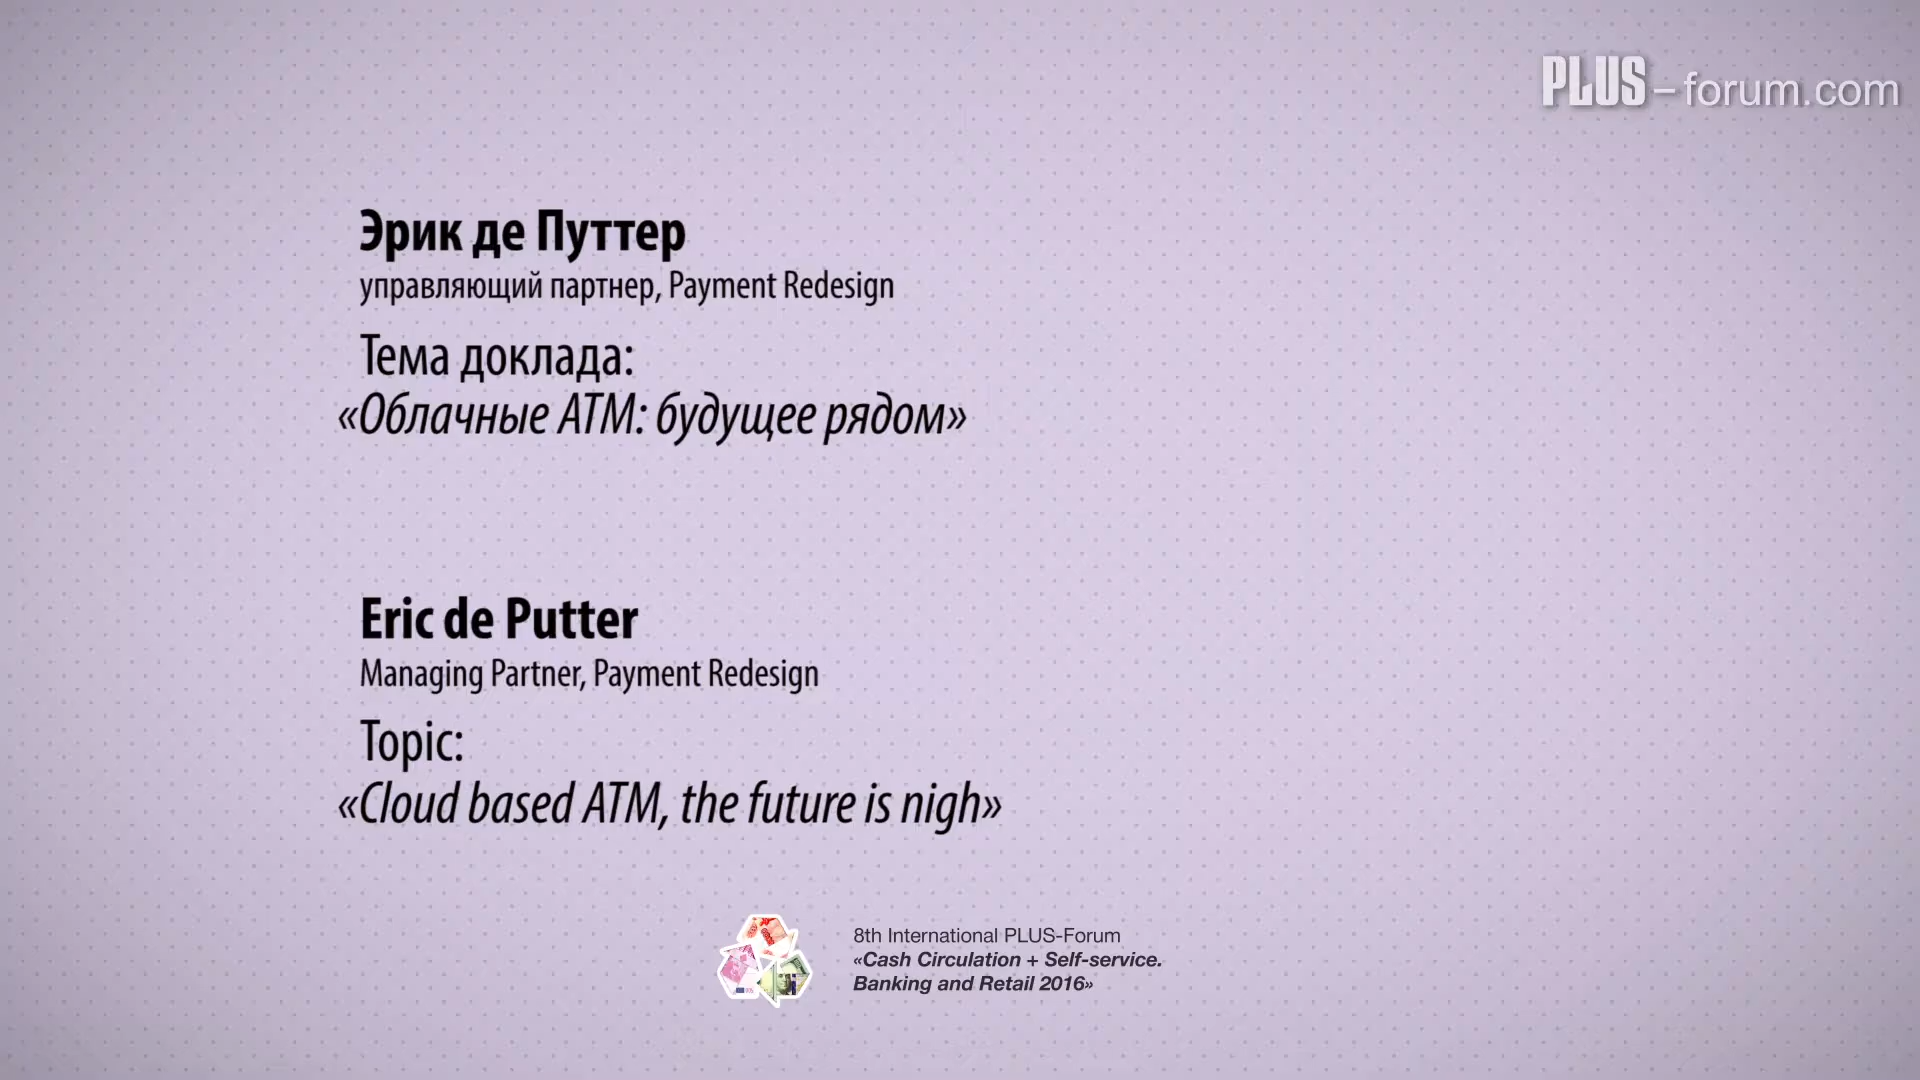 PLUS – forum.com
Эрик де Путтер
управляющий партнер, Payment Redesign
Тема доклада:
«Облачные АТМ: будущее рядом»
Eric de Putter
Managing Partner, Payment Redesign
Topic:
«Cloud based ATM, the future is nigh»
8th International PLUS-Forum
«Cash Circulation + Self-service.
Banking and Retail 2016»